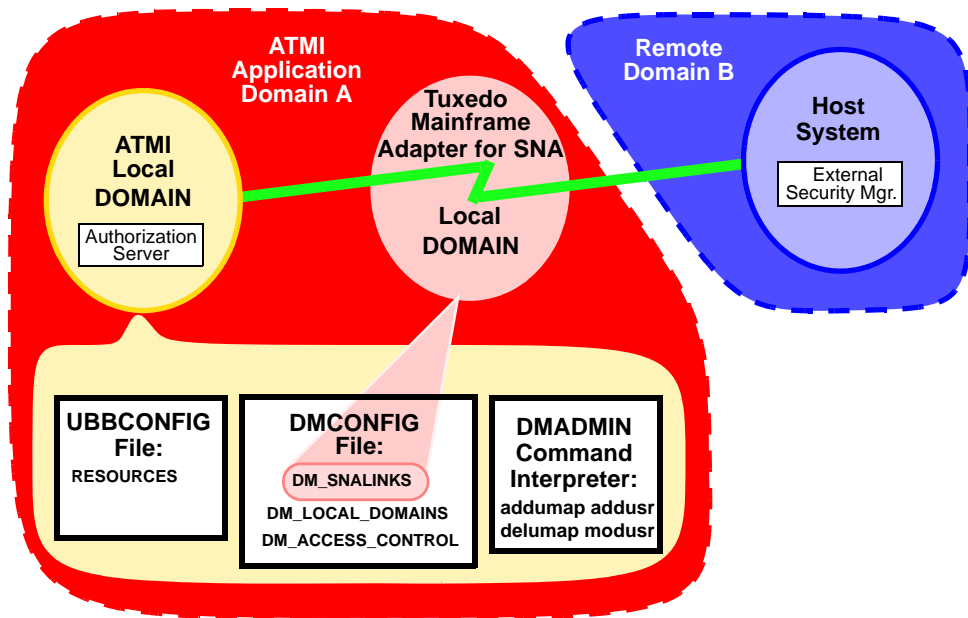 ATMI
Application
Domain A
Remote
Domain B
ATMI
Local
DOMAIN
Authorization
Server
Tuxedo
Mainframe
Adapter for SNA
Local
DOMAIN
Host
System
External
Security Mgr.
UBBCONFIG
File:
RESOURCES
DMCONFIG
File:
DM_SNALINKS
DM_LOCAL_DOMAINS
DM_ACCESS_CONTROL
DMADMIN
Command
Interpreter:
addumap addusr
delumap modusr